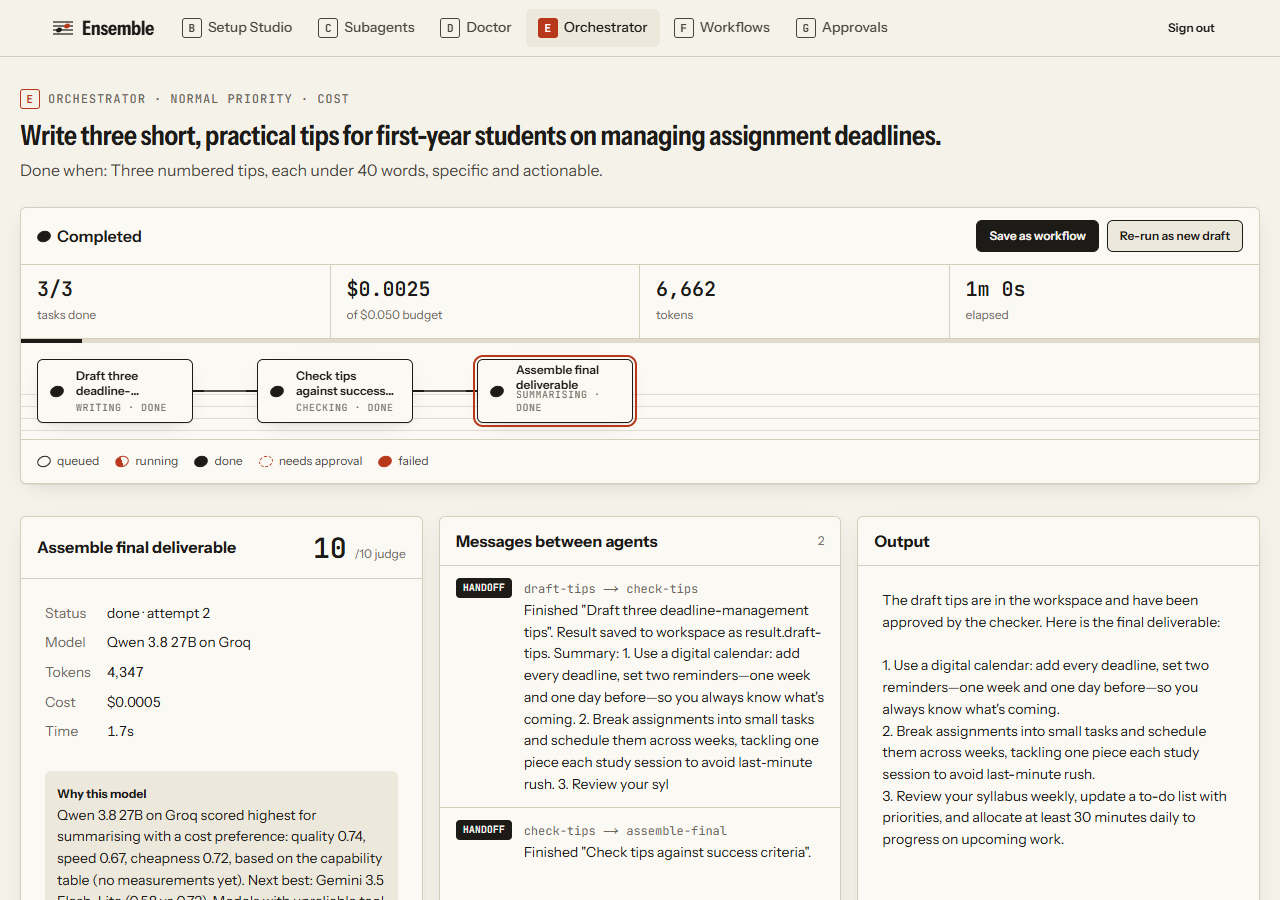 Ensemble
B Setup Studio
C Subagents
D Doctor
E Orchestrator
F Workflows
G Approvals
Sign out
E ORCHESTRATOR · NORMAL PRIORITY · COST
Write three short, practical tips for first-year students on managing assignment deadlines.
Done when: Three numbered tips, each under 40 words, specific and actionable.
Completed
Save as workflow
Re-run as new draft
3/3
tasks done
$0.0025
of $0.050 budget
6,662
tokens
1m 0s
elapsed
Draft three
deadline-...
WRITING · DONE
Check tips
against success...
CHECKING · DONE
Assemble final
deliverable
SUMMARISING ·
DONE
queued
running
done
needs approval
failed
Assemble final deliverable
10 /10 judge
Status done · attempt 2
Model Qwen 3.8 27B on Groq
Tokens 4,347
Cost $0.0005
Time 1.7s
Why this model
Qwen 3.8 27B on Groq scored highest for
summarising with a cost preference: quality 0.74,
speed 0.67, cheapness 0.72, based on the capability
table (no measurements yet). Next best: Gemini 3.5
Flash-Lite (0.58 vs 0.72). Models with unreliable tool
Messages between agents
2
HANDOFF
draft-tips → check-tips
Finished "Draft three deadline-management
tips". Result saved to workspace as result.draft-
tips. Summary: 1. Use a digital calendar: add
every deadline, set two reminders—one week
and one day before—so you always know what's
coming. 2. Break assignments into small tasks
and schedule them across weeks, tackling one
piece each study session to avoid last-minute
rush. 3. Review your syl
HANDOFF
check-tips → assemble-final
Finished "Check tips against success criteria".
Output
The draft tips are in the workspace and have been
approved by the checker. Here is the final deliverable:
1. Use a digital calendar: add every deadline, set two
reminders—one week and one day before—so you
always know what's coming.
2. Break assignments into small tasks and schedule
them across weeks, tackling one piece each study
session to avoid last-minute rush.
3. Review your syllabus weekly, update a to-do list with
priorities, and allocate at least 30 minutes daily to
progress on upcoming work.